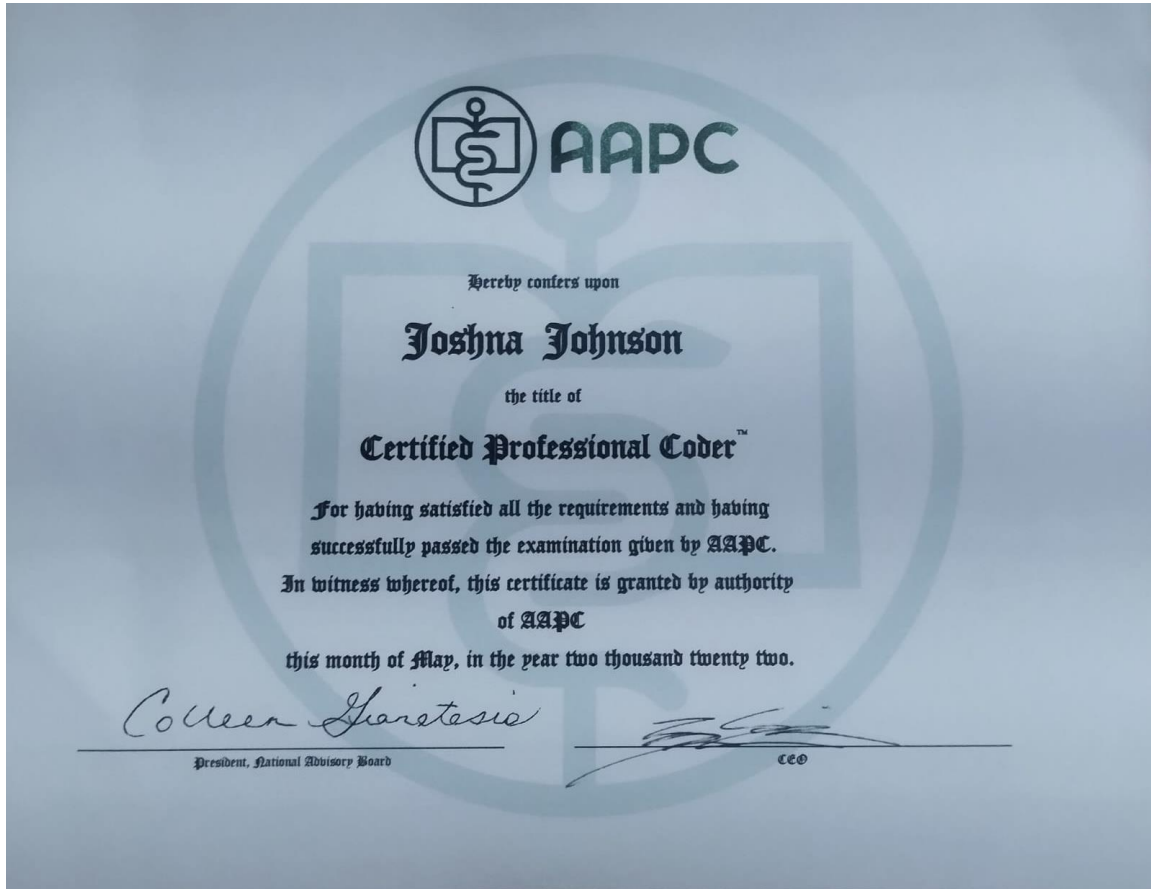 AAPC
Hereby confers upon
Joshna Johnson
the title of
Certified Professional Coder™
For having satisfied all the requirements and having
successfully passed the examination given by AAPC.
In witness whereof, this certificate is granted by authority
of AAPC
this month of May, in the year two thousand twenty two.
Colleen Gianatasio
President, National Advisory Board
CEO